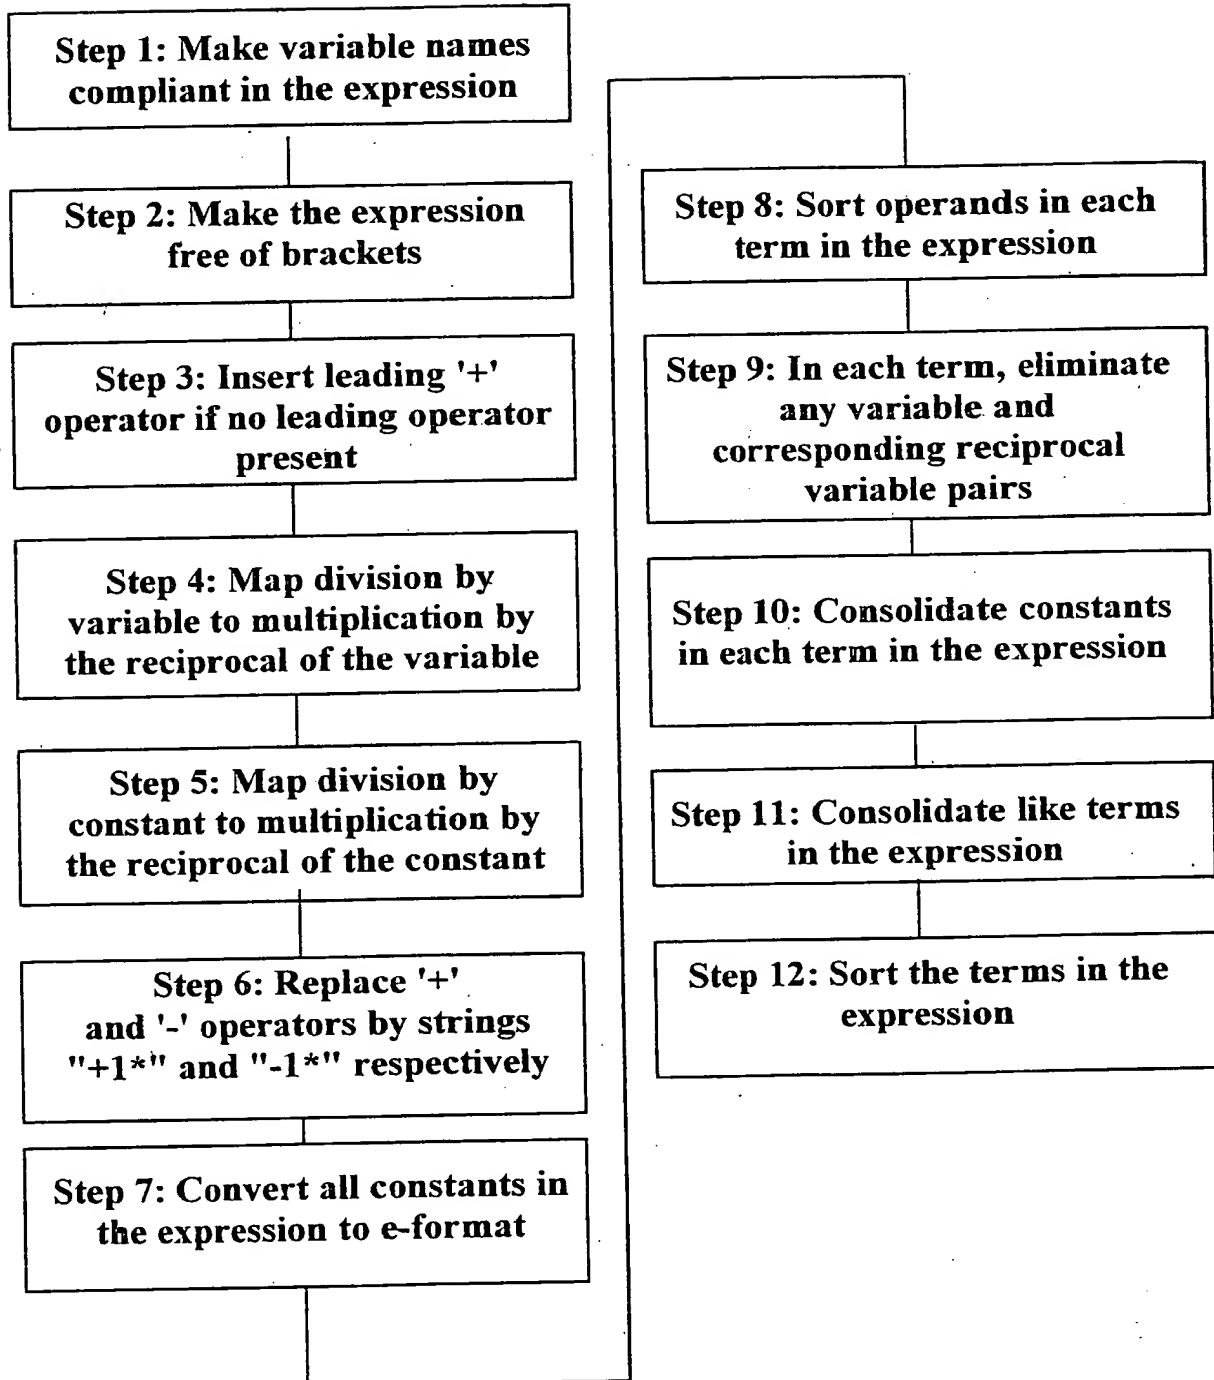 Step 1: Make variable names
compliant in the expression
Step 2: Make the expression
free of brackets
Step 3: Insert leading '+'
operator if no leading operator
present
Step 4: Map division by
variable to multiplication by
the reciprocal of the variable
Step 5: Map division by
constant to multiplication by
the reciprocal of the constant
Step 6: Replace '+'
and '-' operators by strings
"+1*" and "-1*" respectively
Step 7: Convert all constants in
the expression to e-format
Step 8: Sort operands in each
term in the expression
Step 9: In each term, eliminate
any variable and
corresponding reciprocal
variable pairs
Step 10: Consolidate constants
in each term in the expression
Step 11: Consolidate like terms
in the expression
Step 12: Sort the terms in the
expression